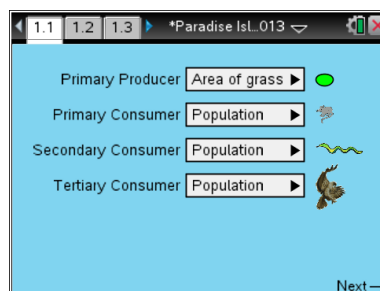 1.1 1.2 1.3 *Paradise Isl...013
Primary Producer Area of grass
Primary Consumer Population
Secondary Consumer Population
Tertiary Consumer Population
Next